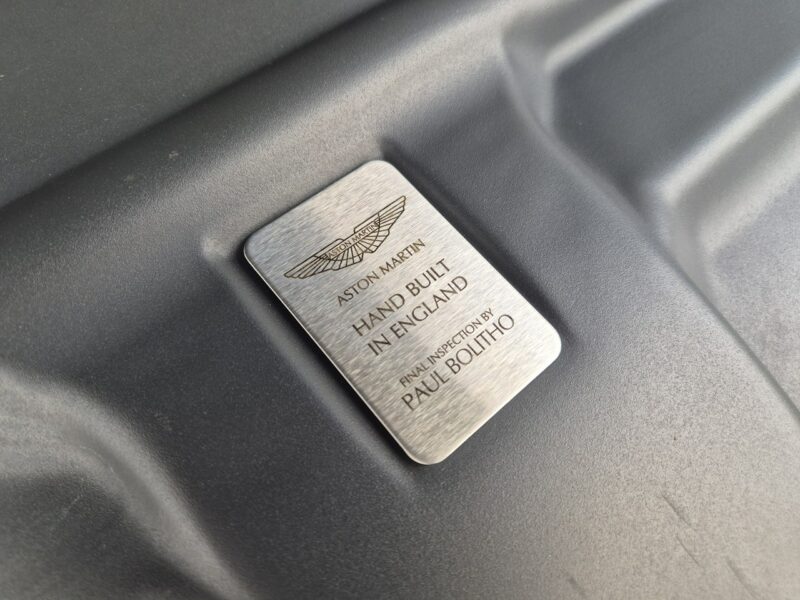 ASTON MARTIN
ASTON MARTIN
HAND BUILT
IN ENGLAND
FINAL INSPECTION BY
PAUL BOLITHO